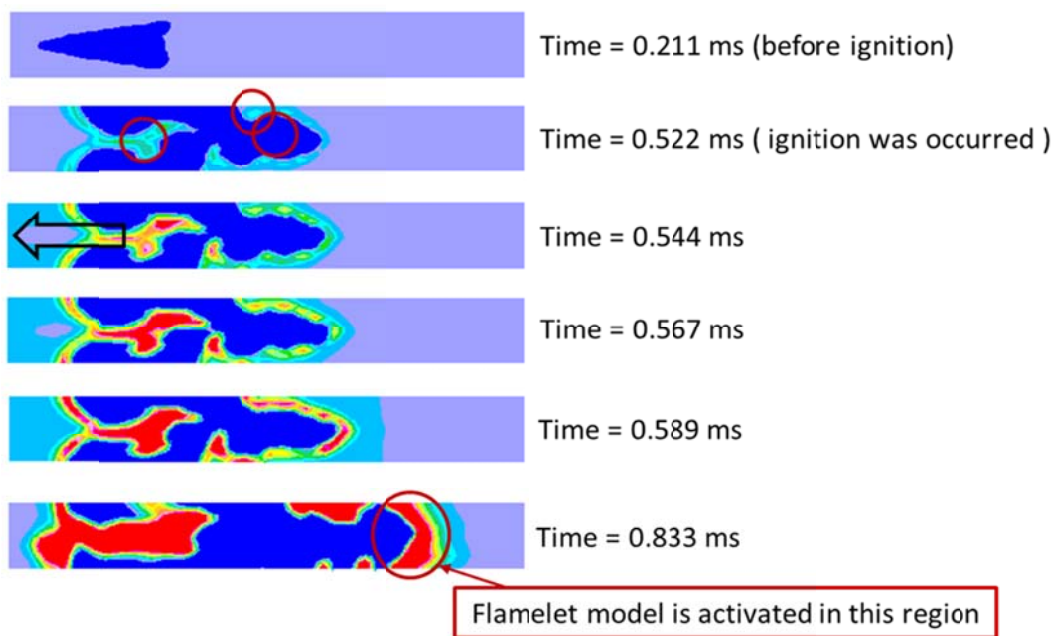 Time = 0.211 ms (before ignition)
Time = 0.522 ms ( ignition was occurred )
Time = 0.544 ms
Time = 0.567 ms
Time = 0.589 ms
Time = 0.833 ms
Flamelet model is activated in this region